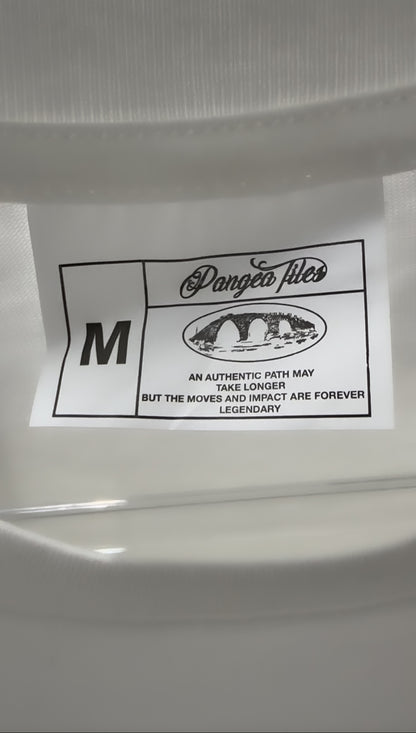 Pangea Files
M
AN AUTHENTIC PATH MAY
TAKE LONGER
BUT THE MOVES AND IMPACT ARE FOREVER
LEGENDARY